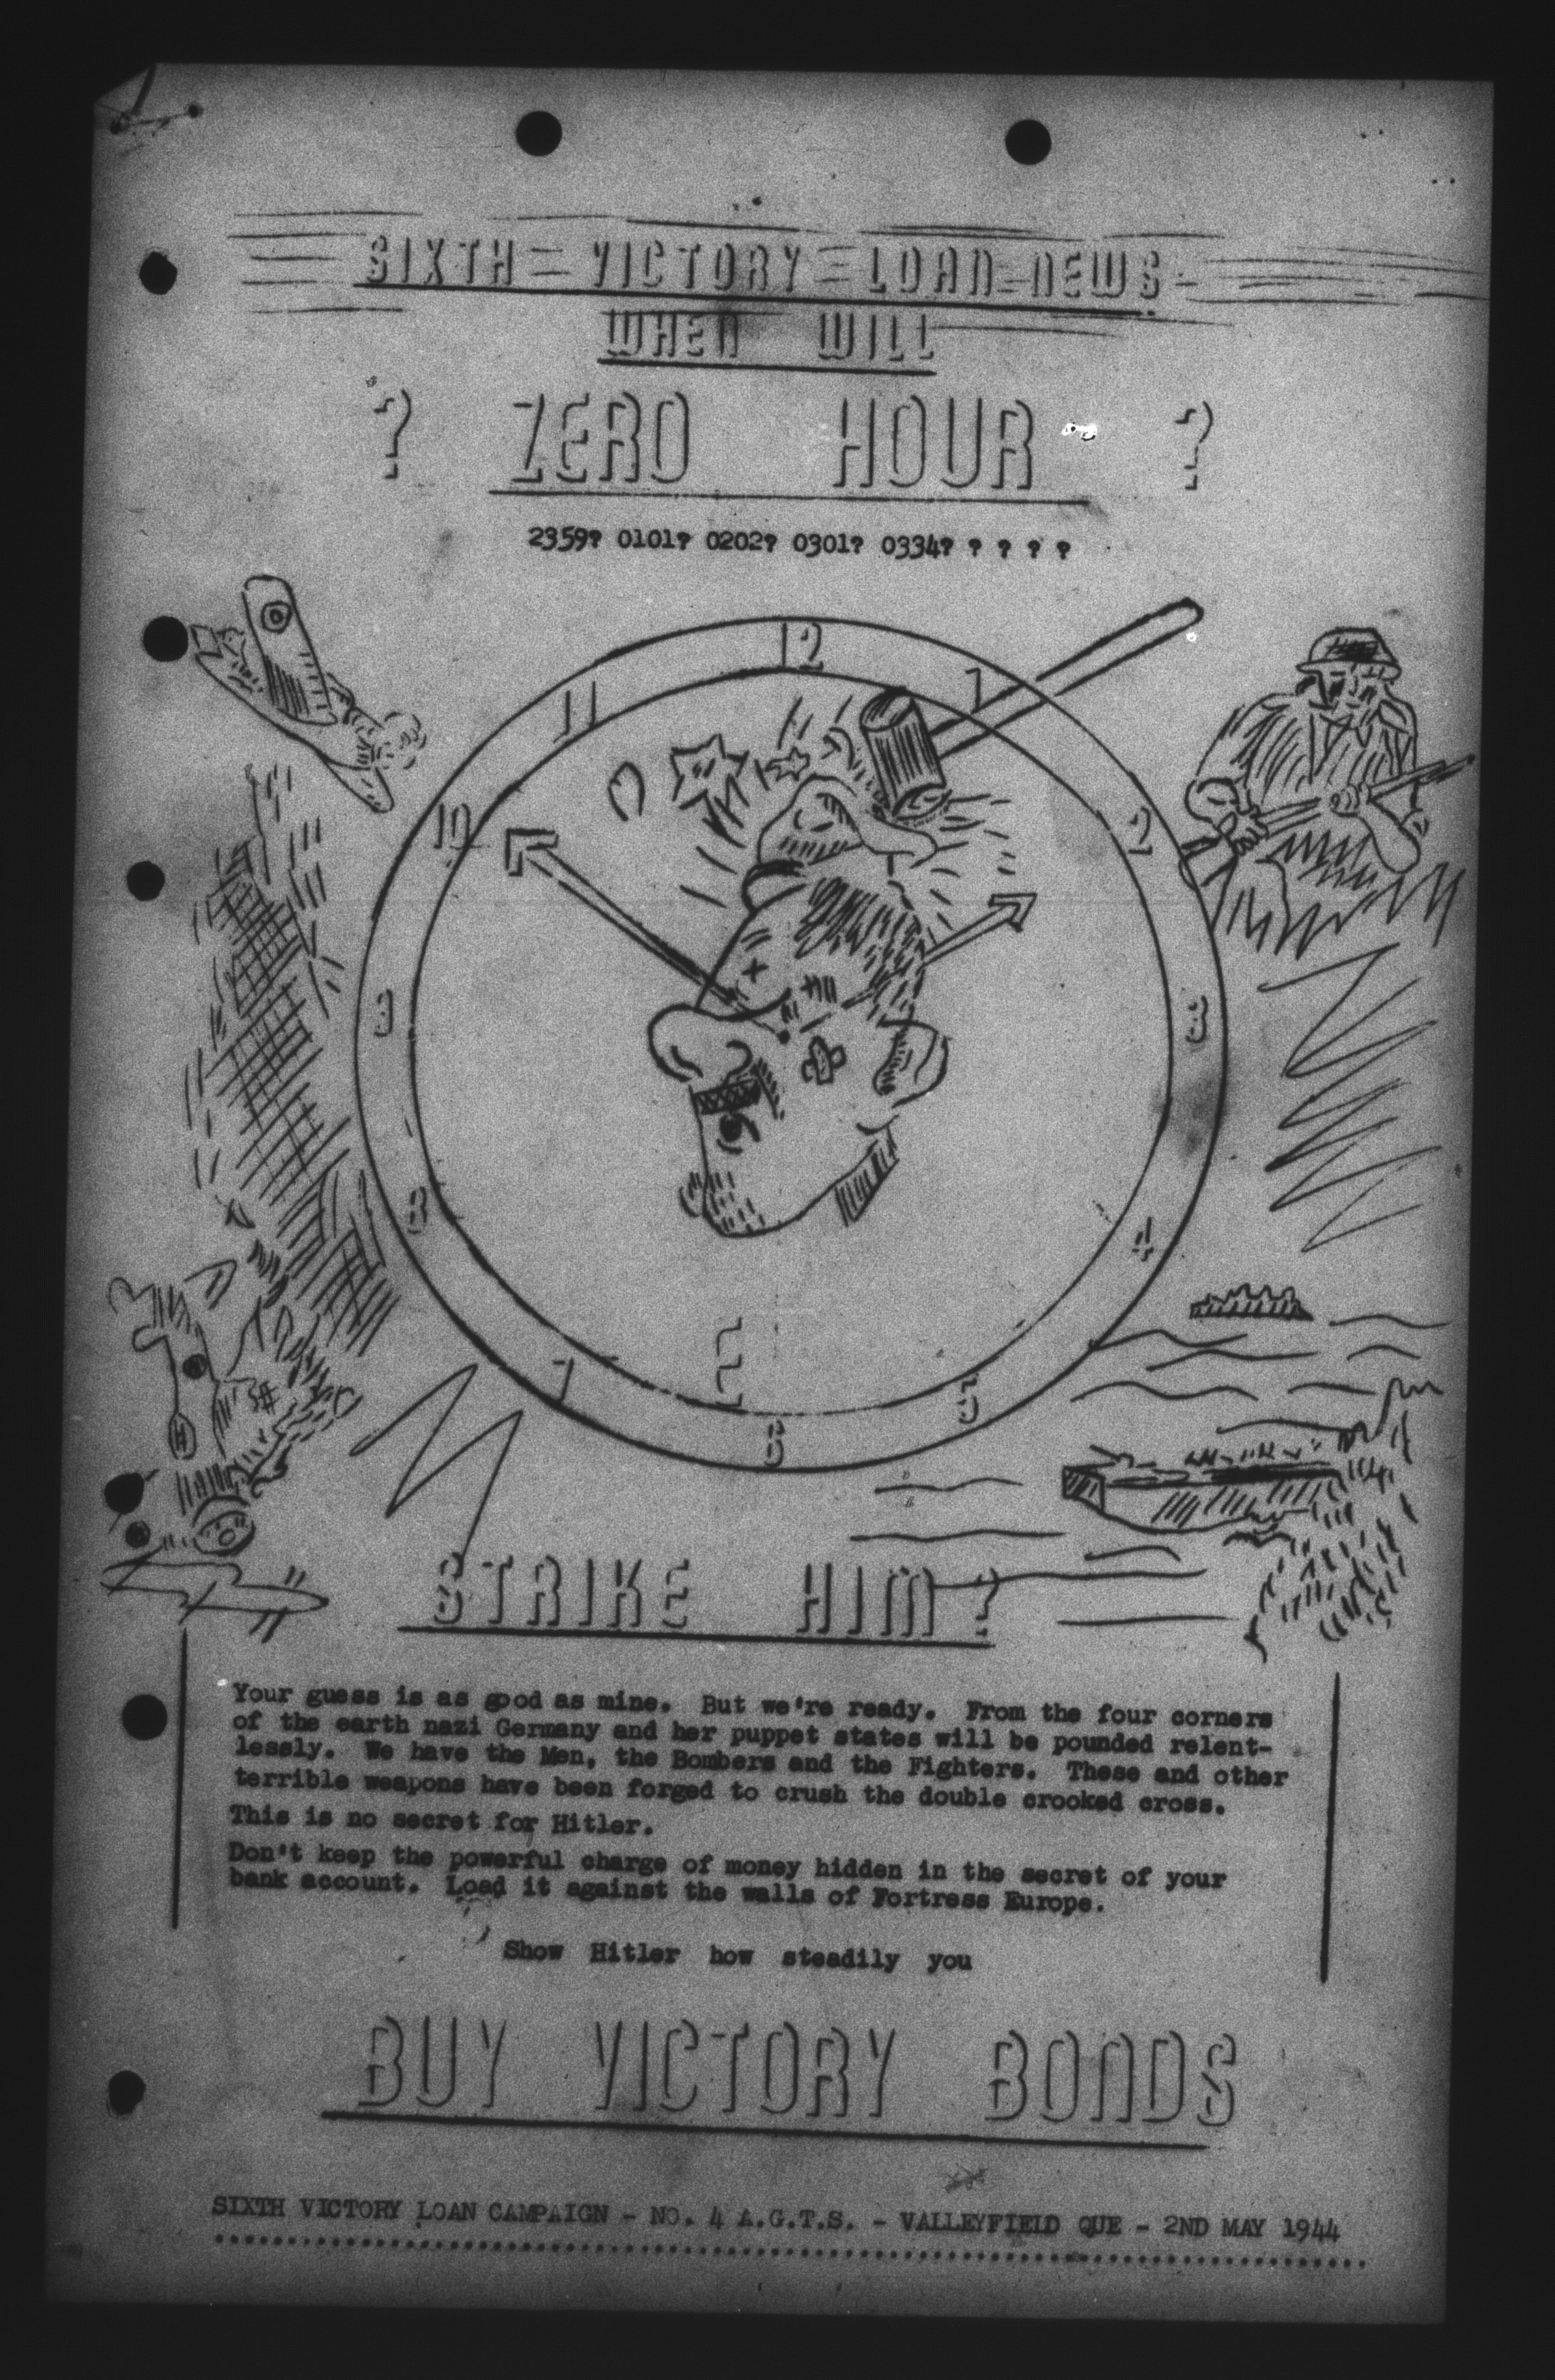 SIXTH - VICTORY - LOAN - NEWS -
WHEN WILL
? ZERO HOUR ?
2359? 0101? 0202? 0301? 0334? ? ? ? ?
12
11
1
10
2
9
3
8
4
7
5
6
STRIKE HIM?
Your guess is as good as mine. But we're ready. From the four corners
of the earth nazi Germany and her puppet states will be pounded relent-
lessly. We have the Men, the Bombers and the Fighters. These and other
terrible weapons have been forged to crush the double crooked cross.
This is no secret for Hitler.
Don't keep the powerful charge of money hidden in the secret of your
bank account. Load it against the walls of Fortress Europe.
Show Hitler how steadily you
BUY VICTORY BONDS
SIXTH VICTORY LOAN CAMPAIGN - NO. 4 A.G.T.S. - VALLEYFIELD QUE - 2ND MAY 1944